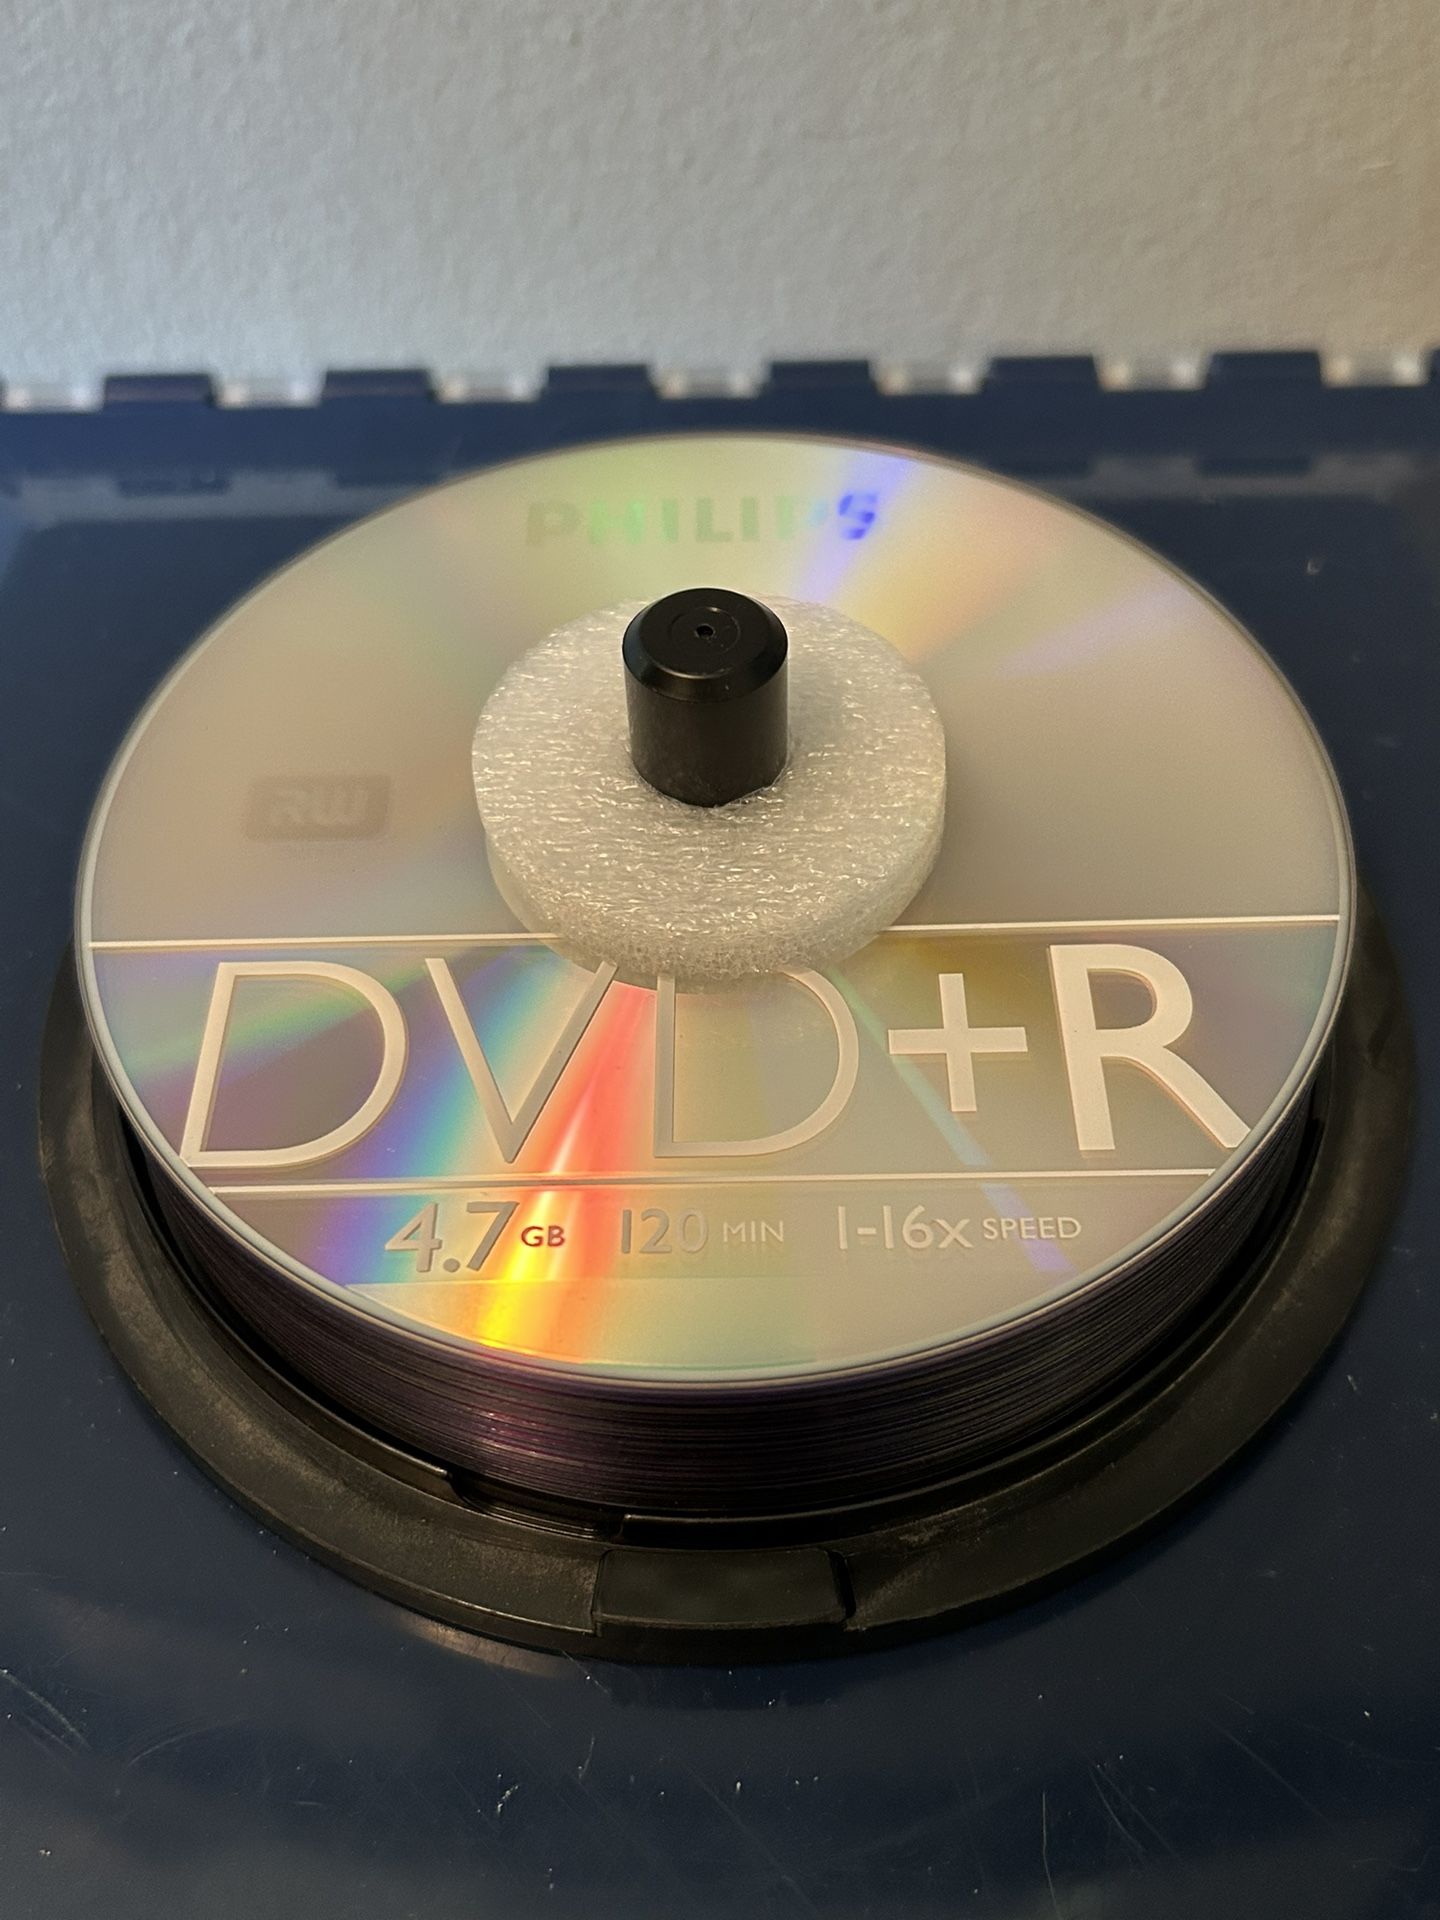 PHILIPS
RW
DVD+R
4.7 GB 120 MIN 1-16x SPEED